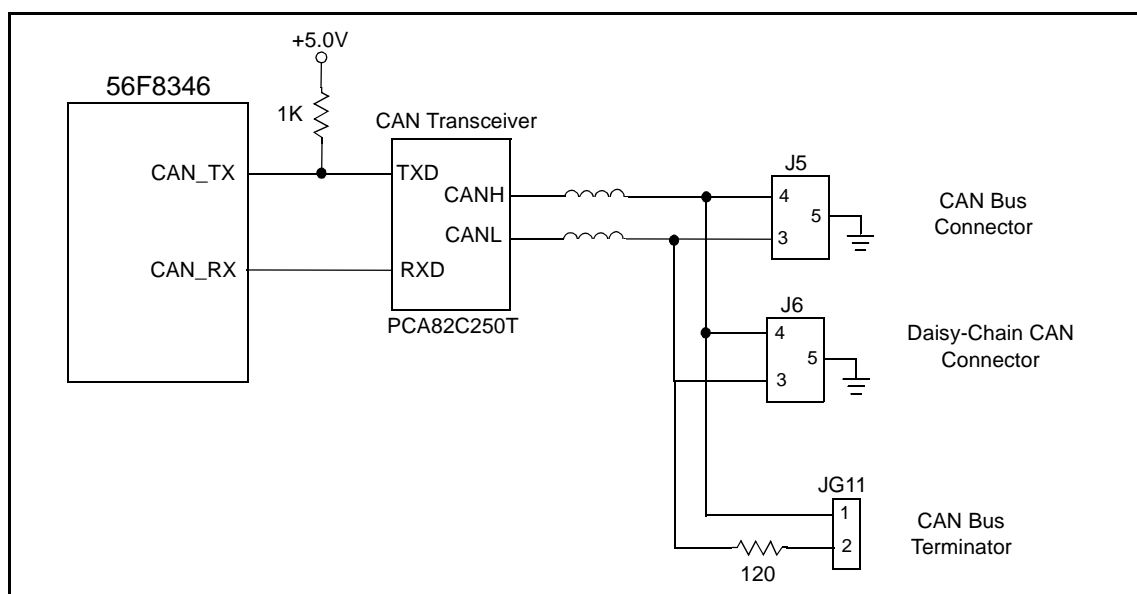 +5.0V
56F8346
1K
CAN Transceiver
CAN_TX
TXD
CANH
CANL
CAN_RX
RXD
PCA82C250T
J5
4
5
3
CAN Bus
Connector
J6
4
5
3
Daisy-Chain CAN
Connector
JG11
1
2
120
CAN Bus
Terminator